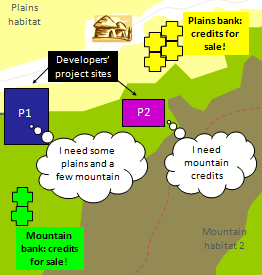 Plains
habitat
Plains
bank:
credits for
sale!
Developers'
project sites
P1
P2
I need some
plains and a
few mountain
I need
mountain
credits
Mountain
habitat 2
Mountain
bank: credits
for sale!